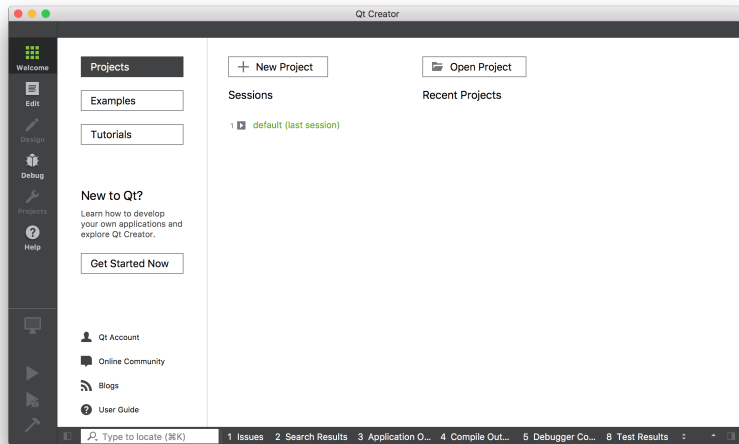 Qt Creator
Welcome
Edit
Design
Debug
Projects
Help
Projects
Examples
Tutorials
New to Qt?
Learn how to develop
your own applications and
explore Qt Creator.
Get Started Now
Qt Account
Online Community
Blogs
User Guide
New Project
Open Project
Sessions
Recent Projects
1 default (last session)
Type to locate (⌘K)
1 Issues 2 Search Results 3 Application O... 4 Compile Out... 5 Debugger Co... 8 Test Results